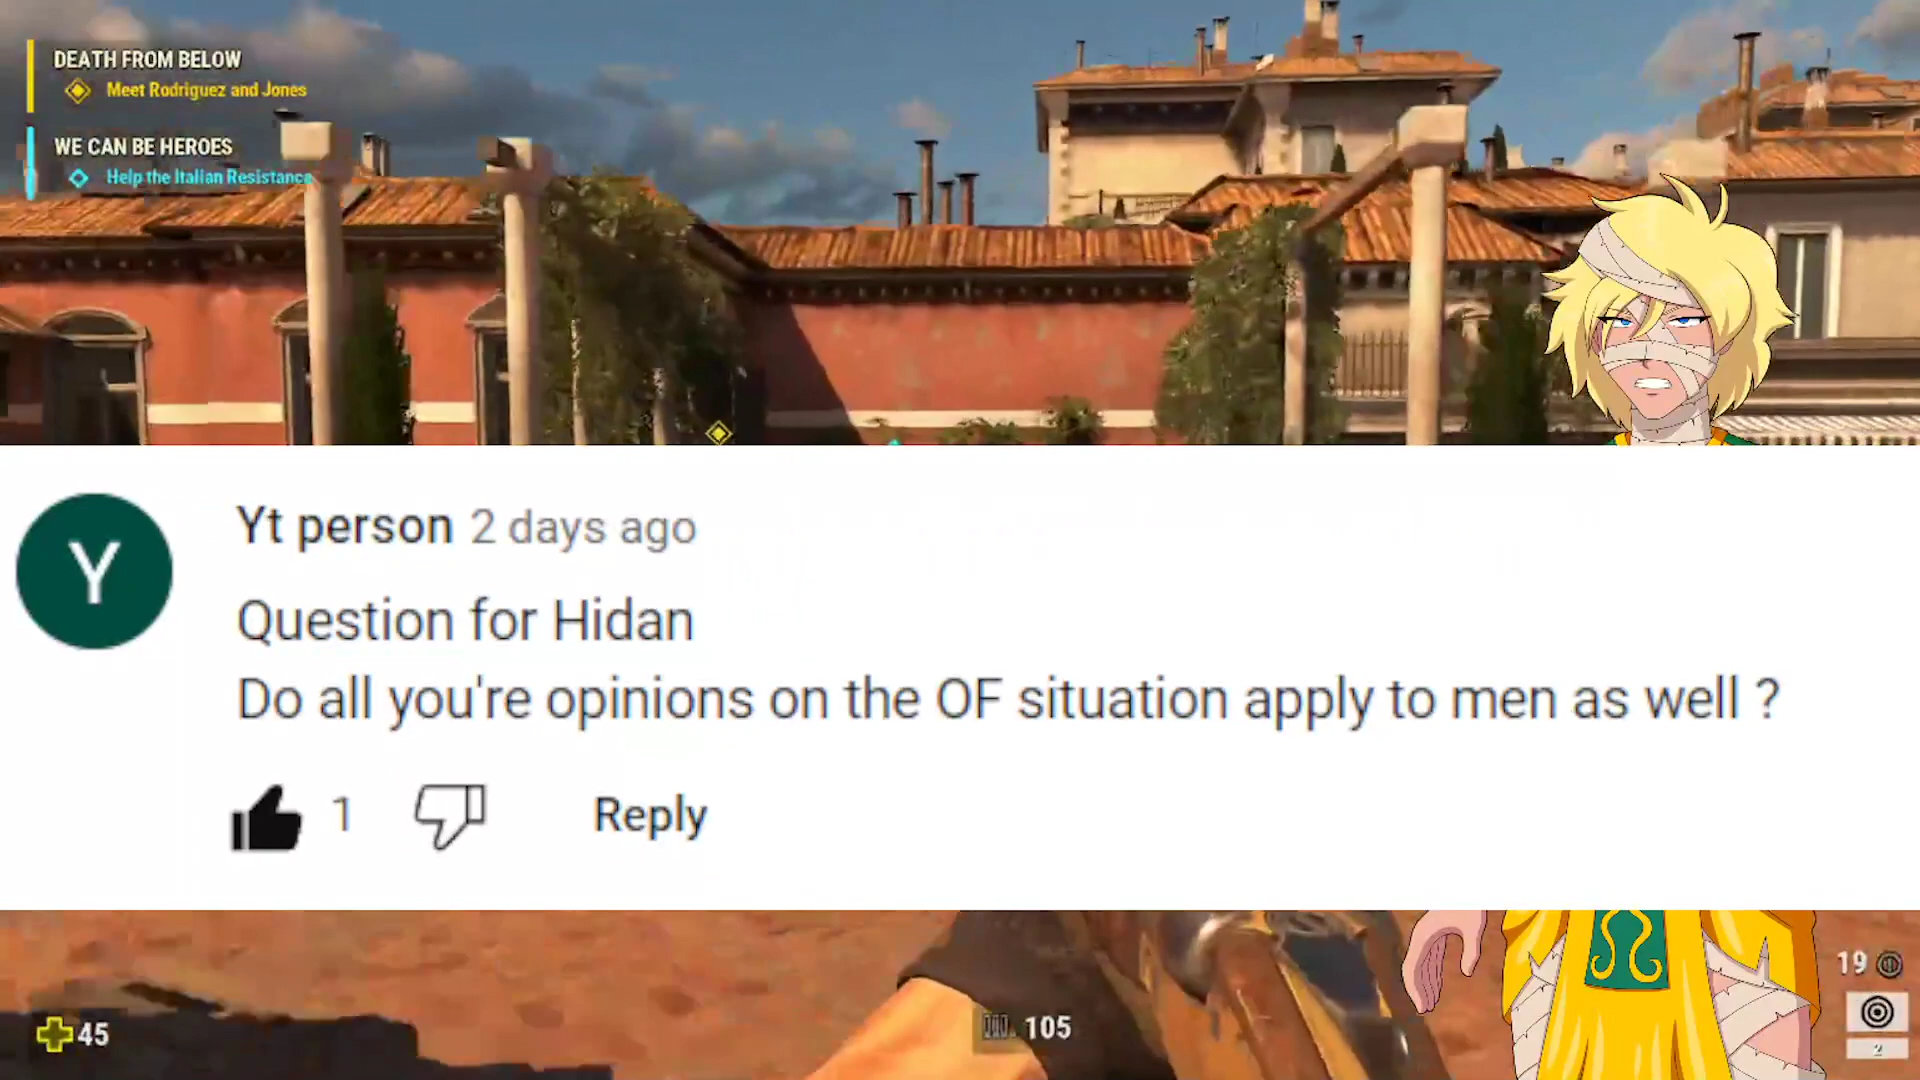 DEATH FROM BELOW
Meet Rodriguez and Jones
WE CAN BE HEROES
Help the Italian Resistance
Y
Yt person 2 days ago
Question for Hidan
Do all you're opinions on the OF situation apply to men as well ?
1
Reply
19
45
105
2